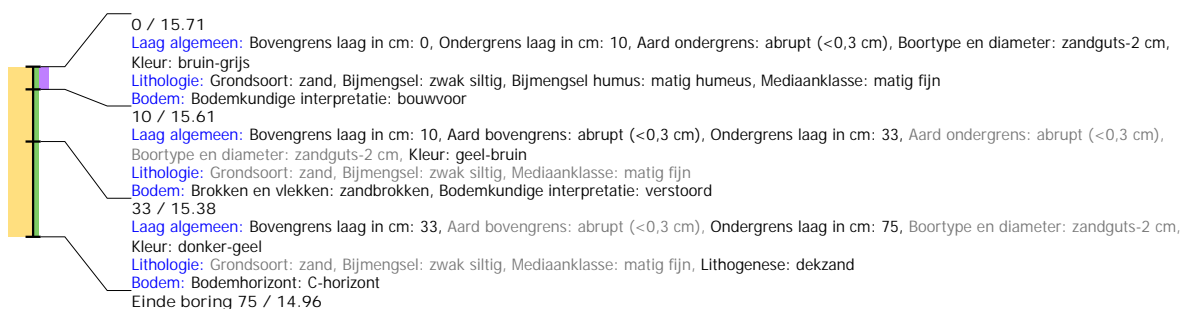 0 / 15.71
Laag algemeen: Bovengrens laag in cm: 0, Ondergrens laag in cm: 10, Aard ondergrens: abrupt (<0,3 cm), Boortype en diameter: zandguts-2 cm,
Kleur: bruin-grijs
Lithologie: Grondsoort: zand, Bijmengsel: zwak siltig, Bijmengsel humus: matig humeus, Mediaanklasse: matig fijn
Bodem: Bodemkundige interpretatie: bouwvoor
10 / 15.61
Laag algemeen: Bovengrens laag in cm: 10, Aard bovengrens: abrupt (<0,3 cm), Ondergrens laag in cm: 33, Aard ondergrens: abrupt (<0,3 cm),
Boortype en diameter: zandguts-2 cm, Kleur: geel-bruin
Lithologie: Grondsoort: zand, Bijmengsel: zwak siltig, Mediaanklasse: matig fijn
Bodem: Brokken en vlekken: zandbrokken, Bodemkundige interpretatie: verstoord
33 / 15.38
Laag algemeen: Bovengrens laag in cm: 33, Aard bovengrens: abrupt (<0,3 cm), Ondergrens laag in cm: 75, Boortype en diameter: zandguts-2 cm,
Kleur: donker-geel
Lithologie: Grondsoort: zand, Bijmengsel: zwak siltig, Mediaanklasse: matig fijn, Lithogenese: dekzand
Bodem: Bodemhorizont: C-horizont
Einde boring 75 / 14.96